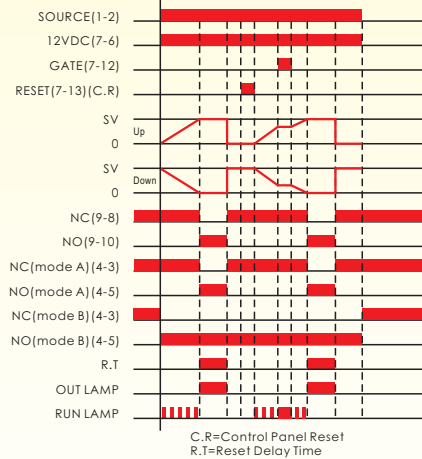 SOURCE(1-2)
12VDC(7-6)
GATE(7-12)
RESET(7-13)(C.R)
SV
Up
0
SV
Down
0
NC(9-8)
NO(9-10)
NC(mode A)(4-3)
NO(mode A)(4-5)
NC(mode B)(4-3)
NO(mode B)(4-5)
R.T
OUT LAMP
RUN LAMP
C.R=Control Panel Reset
R.T=Reset Delay Time